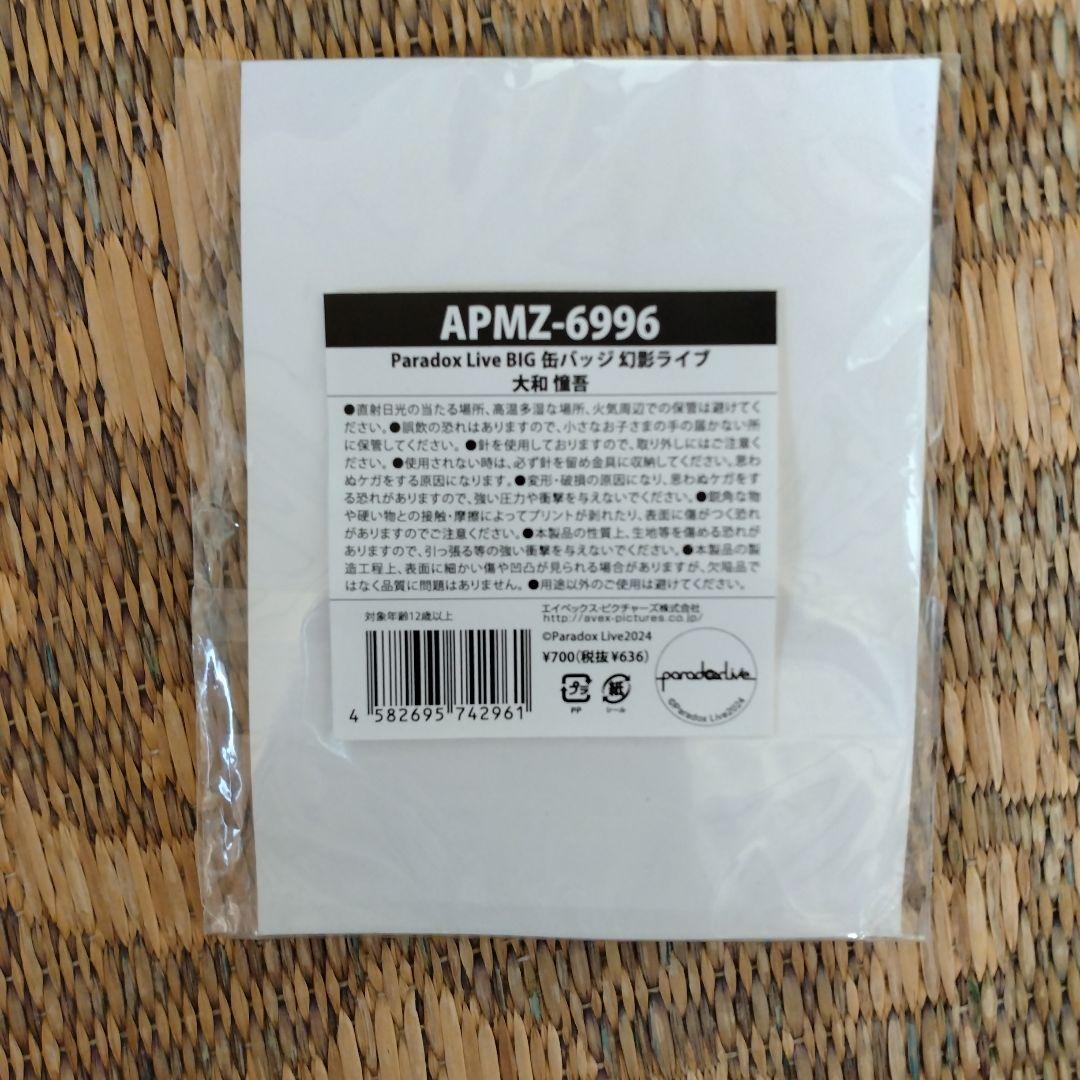 APMZ-6996
Paradox Live BIG 缶バッジ 幻影ライブ
大和 憧吾
●直射日光の当たる場所、高温多湿な場所、火気周辺での保管は避けてく
ださい。●誤飲の恐れはありますので、小さなお子さまの手の届かない所
に保管してください。●針を使用しておりますので、取り外しにはご注意く
ださい。●使用されない時は、必ず針を留め金具に収納してください。思わ
ぬケガをする原因になります。●変形・破損の原因になり、思わぬケガをす
る恐れがありますので、強い圧力や衝撃を与えないでください。●鋭角な物
や硬い物との接触・摩擦によってプリントが剥れたり、表面に傷がつく恐れ
がありますのでご注意ください。●本製品の性質上、生地等を傷める恐れが
ありますので、引っ張る等の強い衝撃を与えないでください。●本製品の製
造工程上、表面に細かい傷や凹凸が見られる場合がありますが、欠陥品で
はなく品質に問題はありません。●用途以外のご使用は避けてください。
対象年齢12歳以上
エイベックス・ピクチャーズ株式会社
http://avex-pictures.co.jp/
©Paradox Live2024
¥700(税抜¥636)
プラ
PP
紙
シール
paradoxlive
©Paradox Live2024
4 582695 742961